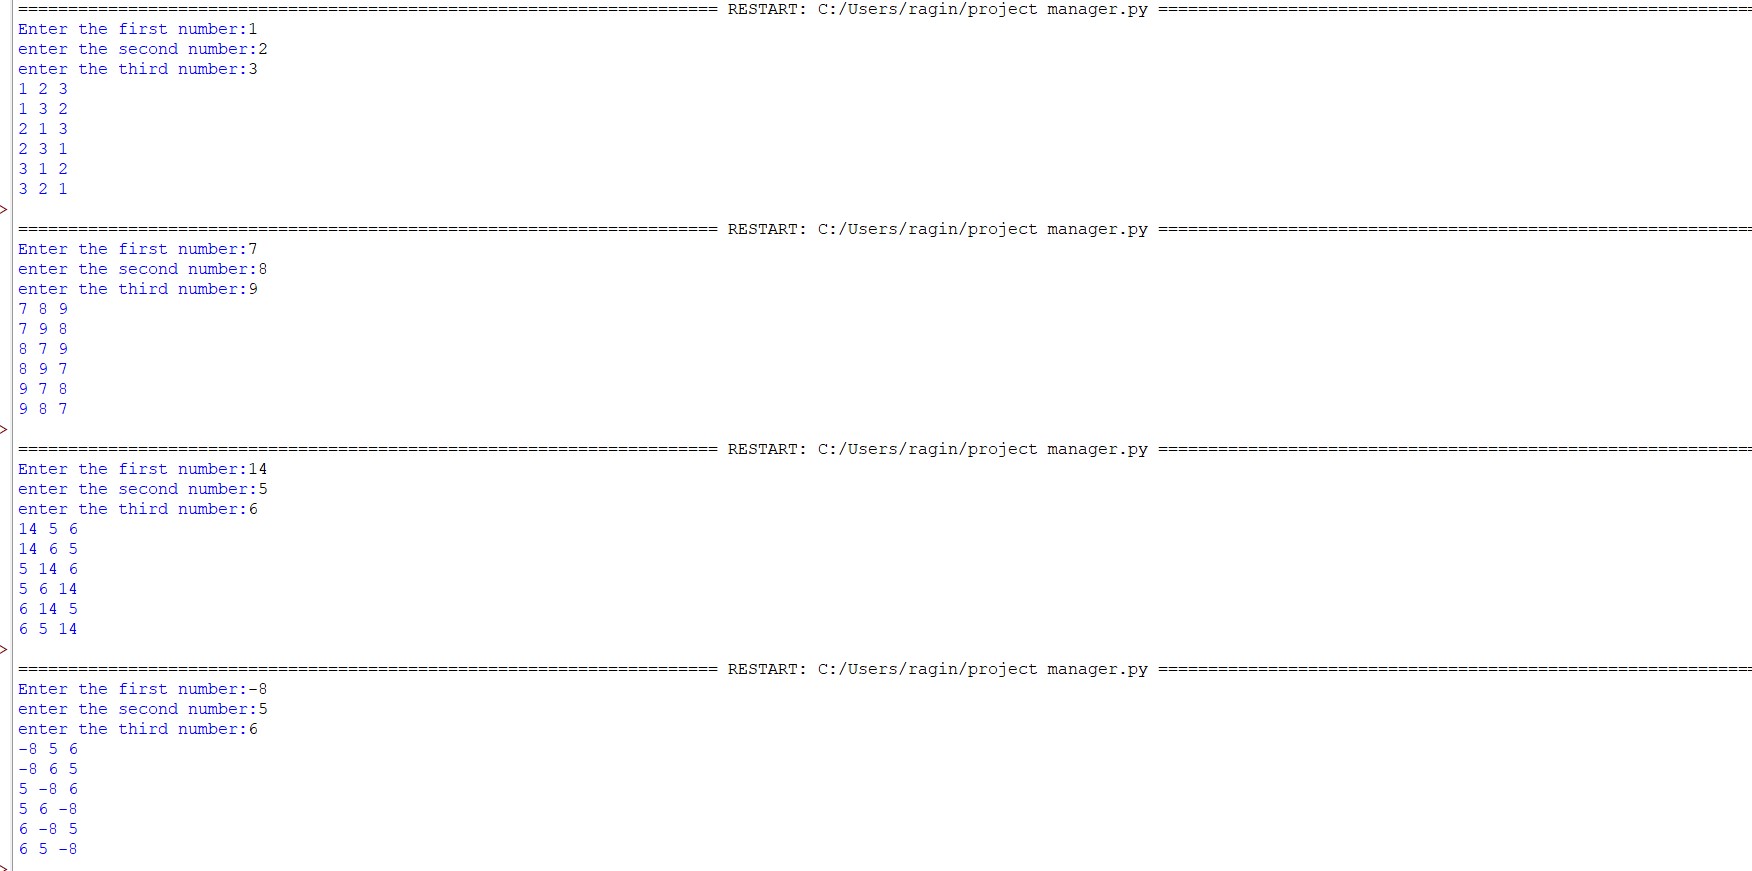 ====================================================================== RESTART: C:/Users/ragin/project manager.py ============================================================
Enter the first number:1
enter the second number:2
enter the third number:3
1 2 3
1 3 2
2 1 3
2 3 1
3 1 2
3 2 1
>
====================================================================== RESTART: C:/Users/ragin/project manager.py ============================================================
Enter the first number:7
enter the second number:8
enter the third number:9
7 8 9
7 9 8
8 7 9
8 9 7
9 7 8
9 8 7
>
====================================================================== RESTART: C:/Users/ragin/project manager.py ============================================================
Enter the first number:14
enter the second number:5
enter the third number:6
14 5 6
14 6 5
5 14 6
5 6 14
6 14 5
6 5 14
>
====================================================================== RESTART: C:/Users/ragin/project manager.py ============================================================
Enter the first number:-8
enter the second number:5
enter the third number:6
-8 5 6
-8 6 5
5 -8 6
5 6 -8
6 -8 5
6 5 -8
>